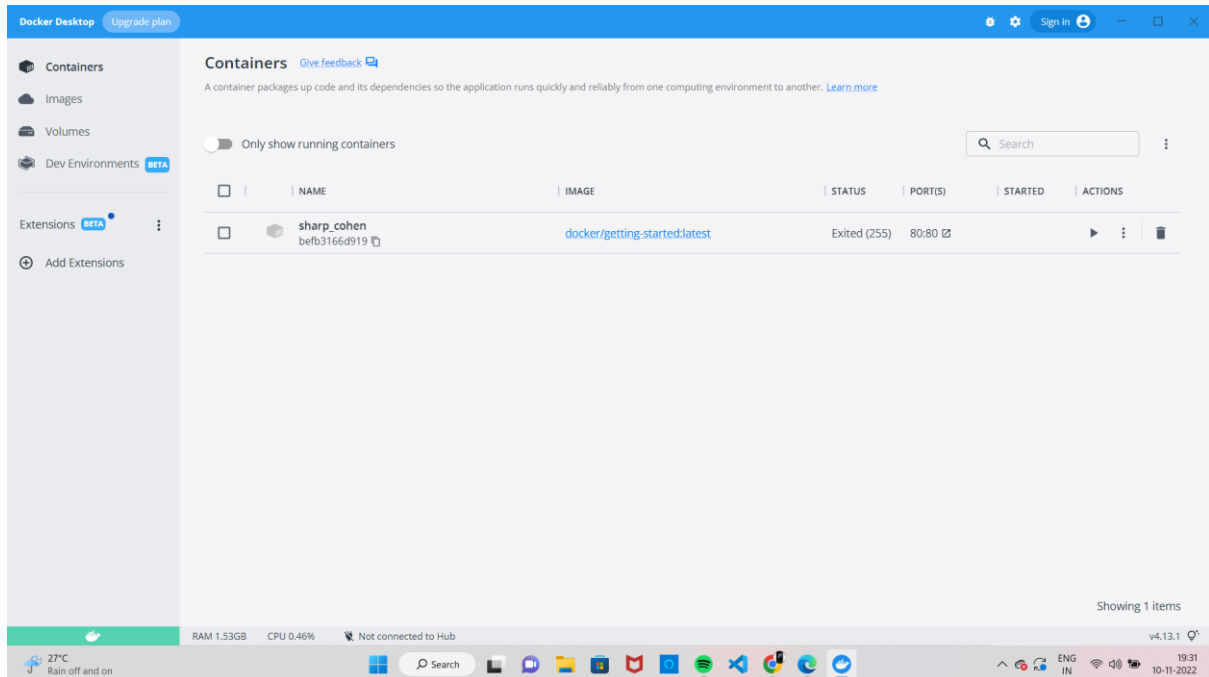 Docker Desktop Upgrade plan Sign in
Containers
Images
Volumes
Dev Environments BETA
Extensions BETA
Add Extensions
Containers Give feedback
A container packages up code and its dependencies so the application runs quickly and reliably from one computing environment to another. Learn more
Only show running containers Search
NAME IMAGE STATUS PORT(S) STARTED ACTIONS
sharp_cohen docker/getting-started:latest Exited (255) 80:80
befb3166d919
Showing 1 items
RAM 1.53GB CPU 0.46% Not connected to Hub v4.13.1
27°C
Rain off and on
Search
ENG
IN
19:31
10-11-2022